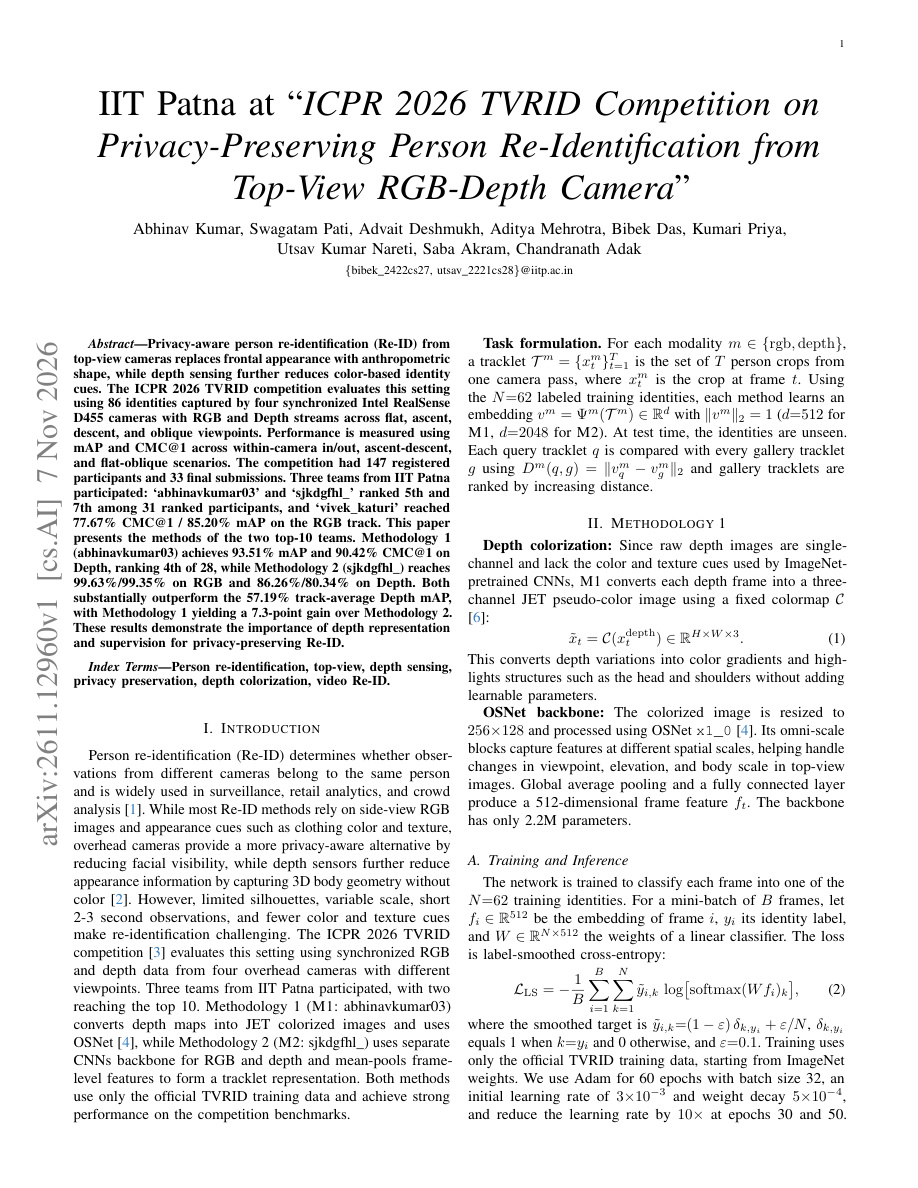 1
IIT Patna at “ICPR 2026 TVRID Competition on
Privacy-Preserving Person Re-Identification from
Top-View RGB-Depth Camera”
Abhinav Kumar, Swagatam Pati, Advait Deshmukh, Aditya Mehrotra, Bibek Das, Kumari Priya,
Utsav Kumar Nareti, Saba Akram, Chandranath Adak
{bibek_2422cs27, utsav_2221cs28}@iitp.ac.in
arXiv:2611.12960v1 [cs.AI] 7 Nov 2026
Abstract—Privacy-aware person re-identification (Re-ID) from
top-view cameras replaces frontal appearance with anthropometric
shape, while depth sensing further reduces color-based identity
cues. The ICPR 2026 TVRID competition evaluates this setting
using 86 identities captured by four synchronized Intel RealSense
D455 cameras with RGB and Depth streams across flat, ascent,
descent, and oblique viewpoints. Performance is measured using
mAP and CMC@1 across within-camera in/out, ascent-descent,
and flat-oblique scenarios. The competition had 147 registered
participants and 33 final submissions. Three teams from IIT Patna
participated: ‘abhinavkumar03’ and ‘sjkdgfhl_’ ranked 5th and
7th among 31 ranked participants, and ‘vivek_katuri’ reached
77.67% CMC@1 / 85.20% mAP on the RGB track. This paper
presents the methods of the two top-10 teams. Methodology 1
(abhinavkumar03) achieves 93.51% mAP and 90.42% CMC@1 on
Depth, ranking 4th of 28, while Methodology 2 (sjkdgfhl_) reaches
99.63%/99.35% on RGB and 86.26%/80.34% on Depth. Both
substantially outperform the 57.19% track-average Depth mAP,
with Methodology 1 yielding a 7.3-point gain over Methodology 2.
These results demonstrate the importance of depth representation
and supervision for privacy-preserving Re-ID.
Index Terms—Person re-identification, top-view, depth sensing,
privacy preservation, depth colorization, video Re-ID.
I. INTRODUCTION
Person re-identification (Re-ID) determines whether obser-
vations from different cameras belong to the same person
and is widely used in surveillance, retail analytics, and crowd
analysis [1]. While most Re-ID methods rely on side-view RGB
images and appearance cues such as clothing color and texture,
overhead cameras provide a more privacy-aware alternative by
reducing facial visibility, while depth sensors further reduce
appearance information by capturing 3D body geometry without
color [2]. However, limited silhouettes, variable scale, short
2-3 second observations, and fewer color and texture cues
make re-identification challenging. The ICPR 2026 TVRID
competition [3] evaluates this setting using synchronized RGB
and depth data from four overhead cameras with different
viewpoints. Three teams from IIT Patna participated, with two
reaching the top 10. Methodology 1 (M1: abhinavkumar03)
converts depth maps into JET colorized images and uses
OSNet [4], while Methodology 2 (M2: sjkdgfhl_) uses separate
CNNs backbone for RGB and depth and mean-pools frame-
level features to form a tracklet representation. Both methods
use only the official TVRID training data and achieve strong
performance on the competition benchmarks.
Task formulation. For each modality m ∈ {rgb, depth},
a tracklet 𝒯ᵐ = {xₜᵐ}ₜ₌₁ᵀ is the set of T person crops from
one camera pass, where xₜᵐ is the crop at frame t. Using
the N=62 labeled training identities, each method learns an
embedding vᵐ = Ψᵐ(𝒯ᵐ) ∈ ℝᵈ with ∥vᵐ∥₂ = 1 (d=512 for
M1, d=2048 for M2). At test time, the identities are unseen.
Each query tracklet q is compared with every gallery tracklet
g using Dᵐ(q, g) = ∥v_qᵐ − v_gᵐ∥₂ and gallery tracklets are
ranked by increasing distance.
II. METHODOLOGY 1
Depth colorization: Since raw depth images are single-
channel and lack the color and texture cues used by ImageNet-
pretrained CNNs, M1 converts each depth frame into a three-
channel JET pseudo-color image using a fixed colormap 𝒞
[6]:
x̃ₜ = 𝒞(xₜ^depth) ∈ ℝ^{H×W×3}. (1)
This converts depth variations into color gradients and high-
lights structures such as the head and shoulders without adding
learnable parameters.
OSNet backbone: The colorized image is resized to
256×128 and processed using OSNet x1_0 [4]. Its omni-scale
blocks capture features at different spatial scales, helping handle
changes in viewpoint, elevation, and body scale in top-view
images. Global average pooling and a fully connected layer
produce a 512-dimensional frame feature fₜ. The backbone
has only 2.2M parameters.
A. Training and Inference
The network is trained to classify each frame into one of the
N=62 training identities. For a mini-batch of B frames, let
fᵢ ∈ ℝ⁵¹² be the embedding of frame i, yᵢ its identity label,
and W ∈ ℝ^{N×512} the weights of a linear classifier. The loss
is label-smoothed cross-entropy:
ℒ_LS = −(1/B) ∑_{i=1}^{B} ∑_{k=1}^{N} ỹ_{i,k} log[softmax(Wfᵢ)ₖ], (2)
where the smoothed target is ỹ_{i,k}=(1 − ε) δ_{k,yᵢ} + ε/N, δ_{k,yᵢ}
equals 1 when k=yᵢ and 0 otherwise, and ε=0.1. Training uses
only the official TVRID training data, starting from ImageNet
weights. We use Adam for 60 epochs with batch size 32, an
initial learning rate of 3×10⁻³ and weight decay 5×10⁻⁴,
and reduce the learning rate by 10× at epochs 30 and 50.